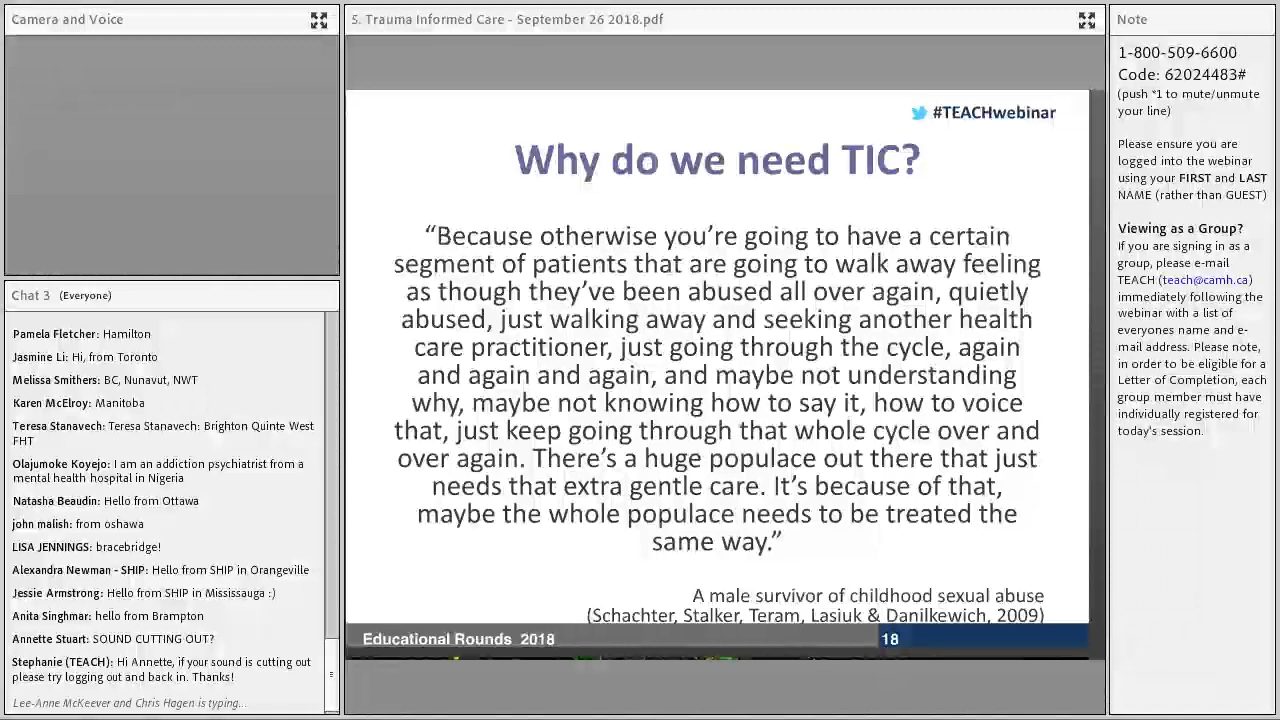 Camera and Voice
Chat 3 (Everyone)
Pamela Fletcher: Hamilton
Jasmine Li: Hi, from Toronto
Melissa Smithers: BC, Nunavut, NWT
Karen McElroy: Manitoba
Teresa Stanavech: Teresa Stanavech: Brighton Quinte West
FHT
Olajumoke Koyejo: I am an addiction psychiatrist from a
mental health hospital in Nigeria
Natasha Beaudin: Hello from Ottawa
john malish: from oshawa
LISA JENNINGS: bracebridge!
Alexandra Newman - SHIP: Hello from SHIP in Orangeville
Jessie Armstrong: Hello from SHIP in Mississauga :)
Anita Singhmar: hello from Brampton
Annette Stuart: SOUND CUTTING OUT?
Stephanie (TEACH): Hi Annette, if your sound is cutting out
please try logging out and back in. Thanks!
Lee-Anne McKeever and Chris Hagen is typing...
5. Trauma Informed Care - September 26 2018.pdf
#TEACHwebinar
Why do we need TIC?
“Because otherwise you’re going to have a certain
segment of patients that are going to walk away feeling
as though they’ve been abused all over again, quietly
abused, just walking away and seeking another health
care practitioner, just going through the cycle, again
and again and again, and maybe not understanding
why, maybe not knowing how to say it, how to voice
that, just keep going through that whole cycle over and
over again. There’s a huge populace out there that just
needs that extra gentle care. It’s because of that,
maybe the whole populace needs to be treated the
same way.”
A male survivor of childhood sexual abuse
(Schachter, Stalker, Teram, Lasiuk & Danilkewich, 2009)
Educational Rounds 2018
18
Note
1-800-509-6600
Code: 62024483#
(push *1 to mute/unmute
your line)
Please ensure you are
logged into the webinar
using your FIRST and LAST
NAME (rather than GUEST)
Viewing as a Group?
If you are signing in as a
group, please e-mail
TEACH (teach@camh.ca)
immediately following the
webinar with a list of
everyones name and e-
mail address. Please note,
in order to be eligible for a
Letter of Completion, each
group member must have
individually registered for
today's session.